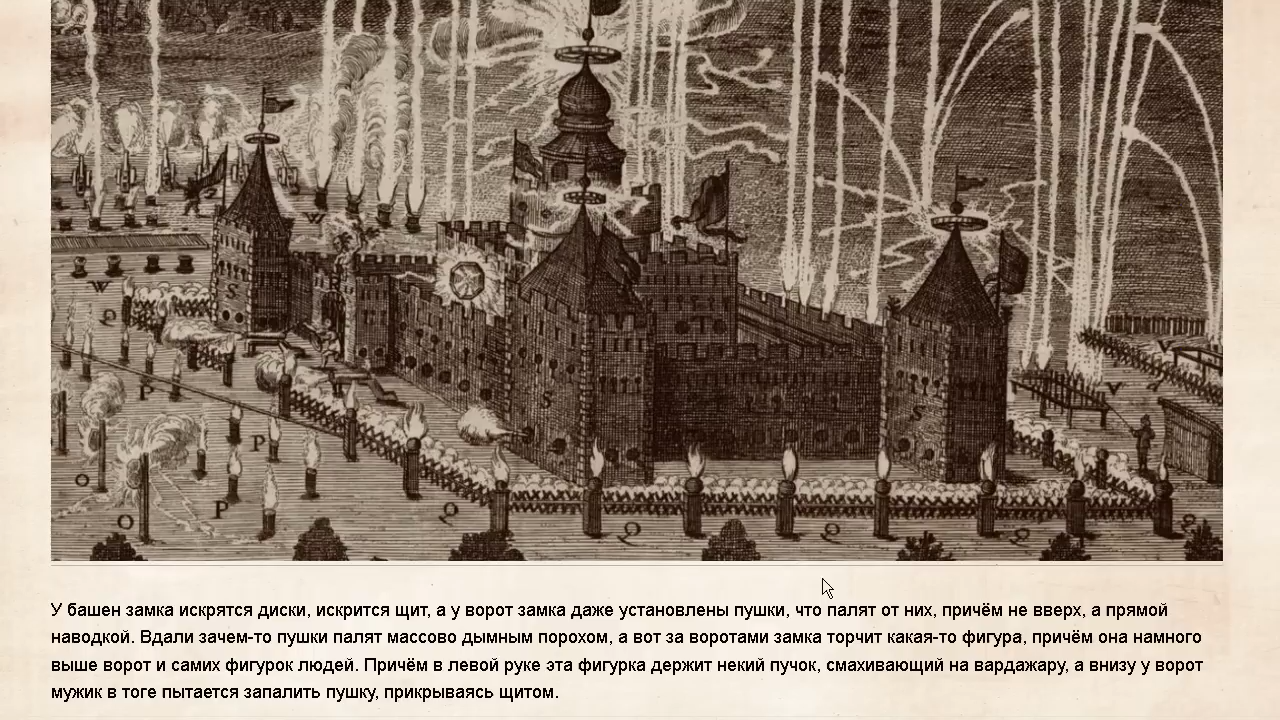 W
W
S
R
T
T
V
Q
V
P
S
S
P
O
P
O
Q
Q
Q
Q
Q
У башен замка искрятся диски, искрится щит, а у ворот замка даже установлены пушки, что палят от них, причём не вверх, а прямой
наводкой. Вдали зачем-то пушки палят массово дымным порохом, а вот за воротами замка торчит какая-то фигура, причём она намного
выше ворот и самих фигурок людей. Причём в левой руке эта фигурка держит некий пучок, смахивающий на вардажару, а внизу у ворот
мужик в тоге пытается запалить пушку, прикрываясь щитом.